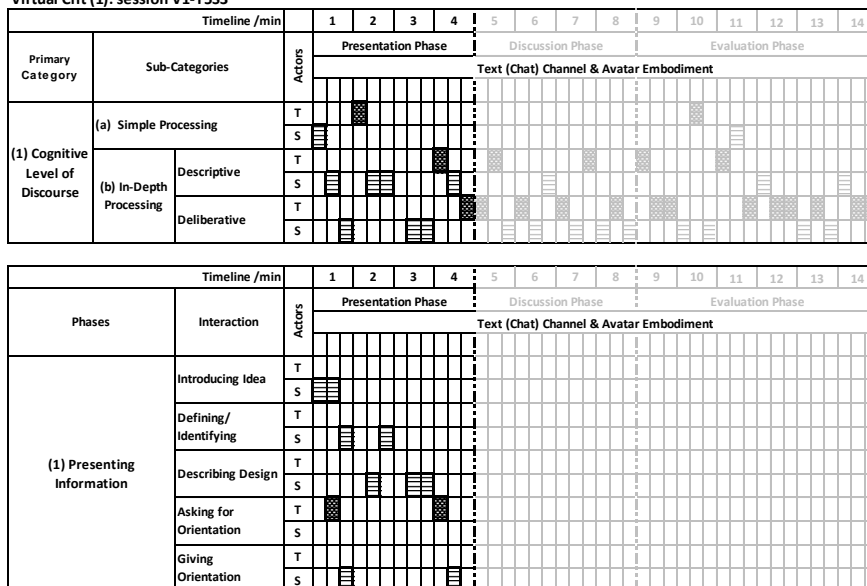 Virtual Crit (1): session V1-T5S5
Timeline /min 1 2 3 4 5 6 7 8 9 10 11 12 13 14
Primary Category Sub-Categories Actors Presentation Phase Discussion Phase Evaluation Phase
Text (Chat) Channel & Avatar Embodiment
(1) Cognitive Level of Discourse
(a) Simple Processing T
S
(b) In-Depth Processing
Descriptive T
S
Deliberative T
S
Timeline /min 1 2 3 4 5 6 7 8 9 10 11 12 13 14
Phases Interaction Actors Presentation Phase Discussion Phase Evaluation Phase
Text (Chat) Channel & Avatar Embodiment
(1) Presenting Information
Introducing Idea T
S
Defining/ T
Identifying S
Describing Design T
S
Asking for T
Orientation S
Giving T
Orientation S